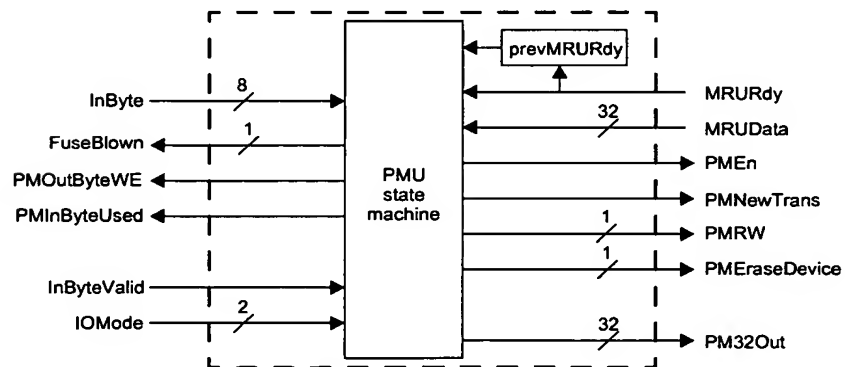 prevMRURdy
InByte
8
MRURdy
FuseBlown
1
32
MRUData
PMOutByteWE
PMU
state
machine
PMEn
PMInByteUsed
PMNewTrans
1
PMRW
1
PMEraseDevice
InByteValid
IOMode
2
32
PM32Out